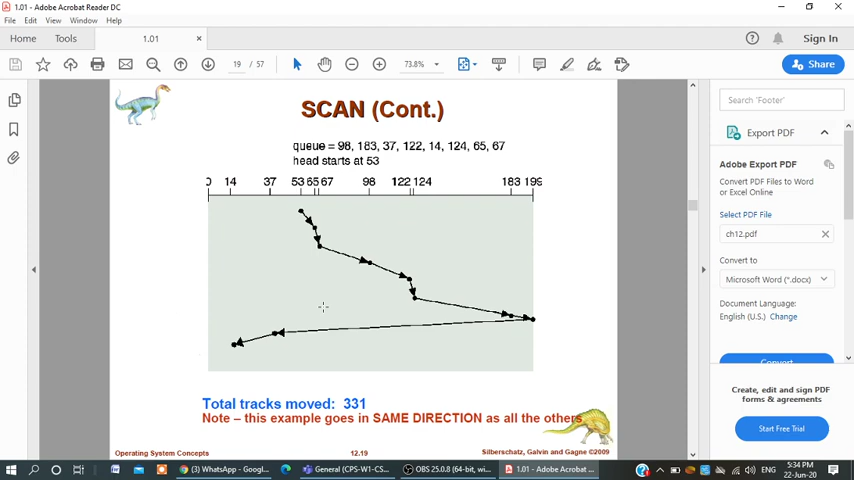 1.01 - Adobe Acrobat Reader DC
File Edit View Window Help
Home Tools 1.01 × Sign In
19 / 57 73.8% Share
SCAN (Cont.)
queue = 98, 183, 37, 122, 14, 124, 65, 67
head starts at 53
0 14 37 53 65 67 98 122 124 183 199
Total tracks moved: 331
Note – this example goes in SAME DIRECTION as all the others
Operating System Concepts 12.19 Silberschatz, Galvin and Gagne ©2009
Search 'Footer'
Export PDF
Adobe Export PDF
Convert PDF Files to Word
or Excel Online
Select PDF File
ch12.pdf
Convert to
Microsoft Word (*.docx)
Document Language:
English (U.S.) Change
Convert
Create, edit and sign PDF
forms & agreements
Start Free Trial
(3) WhatsApp - Googl... General (CPS-W1-CS... OBS 25.0.8 (64-bit, wi... 1.01 - Adobe Acrobat... ENG 5:34 PM
22-Jun-20